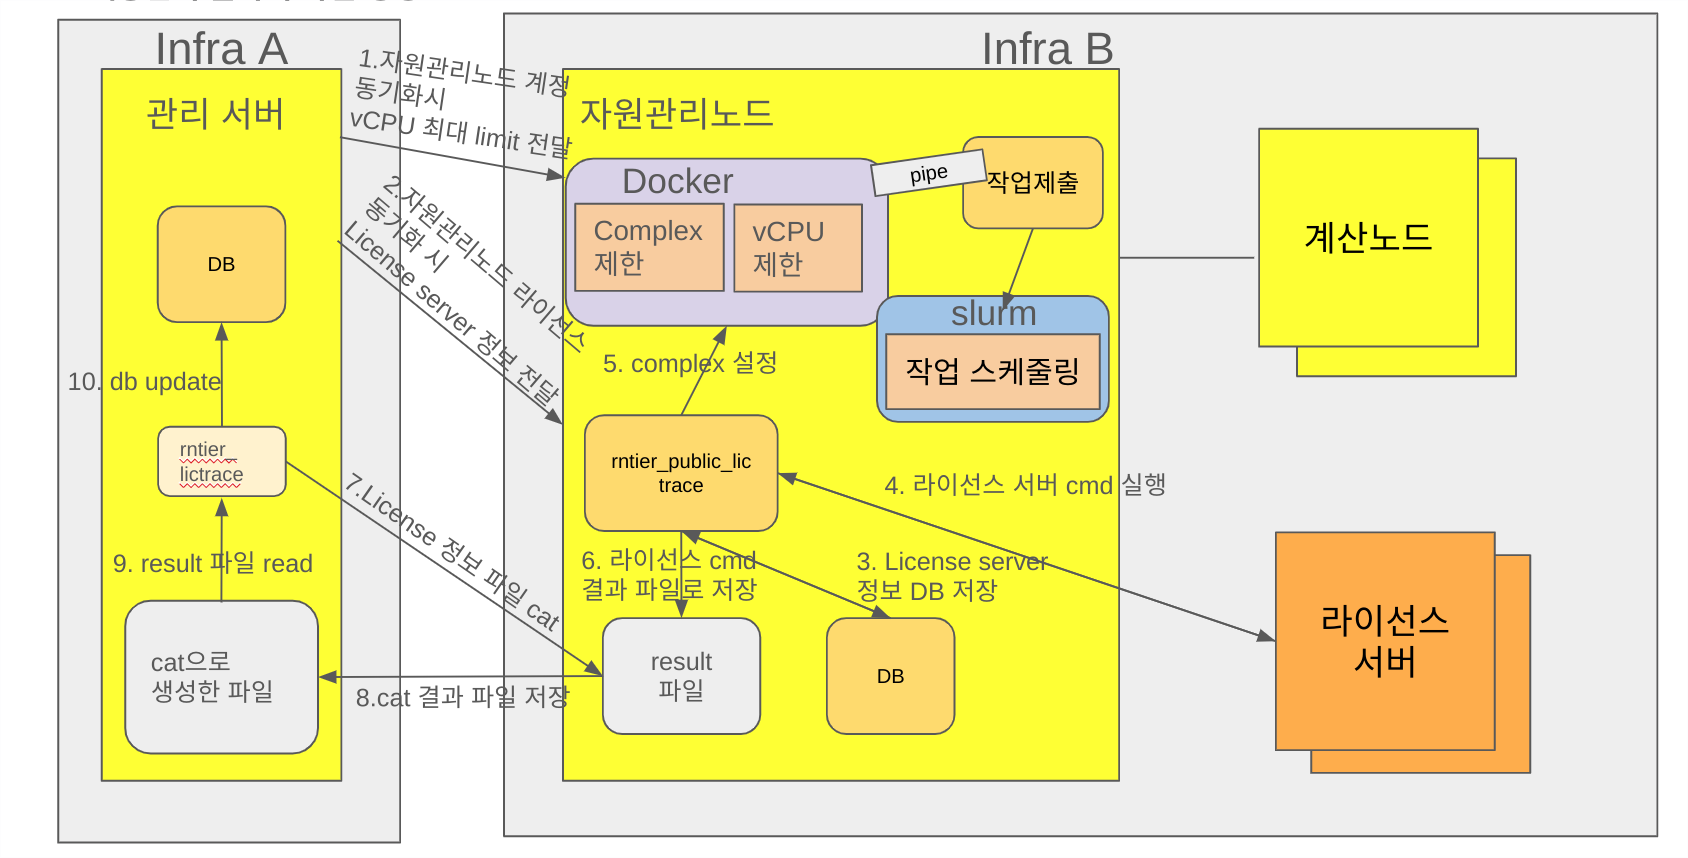 Infra A
관리 서버
DB
10. db update
rntier_
lictrace
9. result 파일 read
cat으로
생성한 파일
1.자원관리노드 계정
동기화시
vCPU 최대 limit 전달
2.자원관리노드 라이선스
동기화 시
License server 정보 전달
7.License 정보 파일 cat
8.cat 결과 파일 저장
Infra B
자원관리노드
Docker
Complex
제한
vCPU
제한
pipe
작업제출
slurm
작업 스케줄링
5. complex 설정
rntier_public_lic
trace
4. 라이선스 서버 cmd 실행
6. 라이선스 cmd
결과 파일로 저장
3. License server
정보 DB 저장
result
파일
DB
계산노드
라이선스
서버